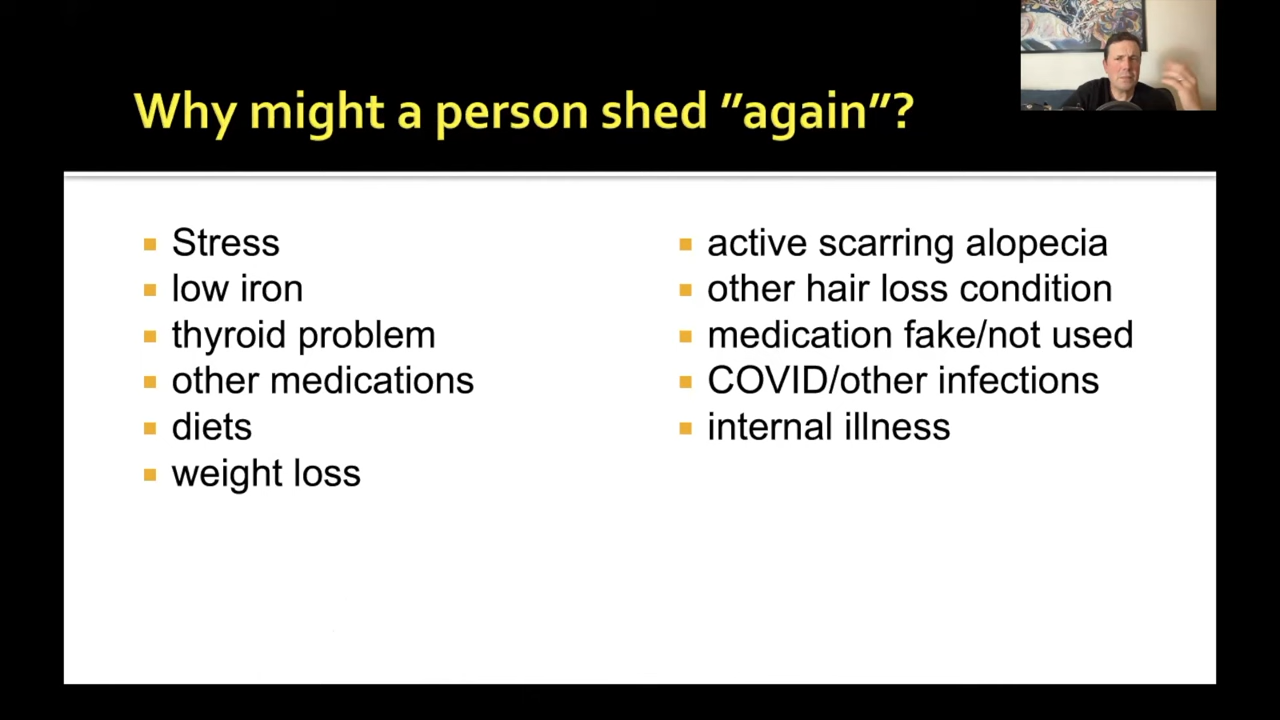 Why might a person shed ”again”?
Stress
low iron
thyroid problem
other medications
diets
weight loss
active scarring alopecia
other hair loss condition
medication fake/not used
COVID/other infections
internal illness